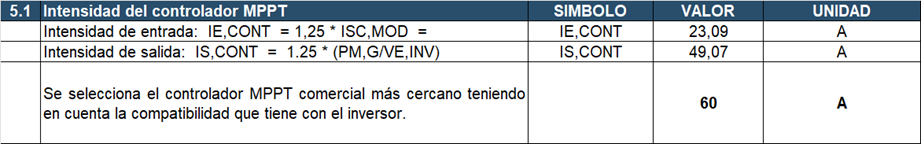 5.1 Intensidad del controlador MPPT SIMBOLO VALOR UNIDAD
Intensidad de entrada: IE,CONT = 1,25 * ISC,MOD = IE,CONT 23,09 A
Intensidad de salida: IS,CONT = 1.25 * (PM,G/VE,INV) IS,CONT 49,07 A
Se selecciona el controlador MPPT comercial más cercano teniendo
en cuenta la compatibilidad que tiene con el inversor.
60 A